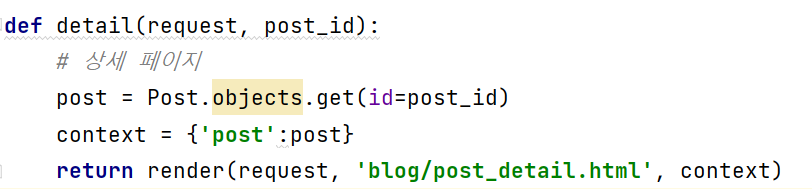 def detail(request, post_id):
    # 상세 페이지
    post = Post.objects.get(id=post_id)
    context = {'post':post}
    return render(request, 'blog/post_detail.html', context)